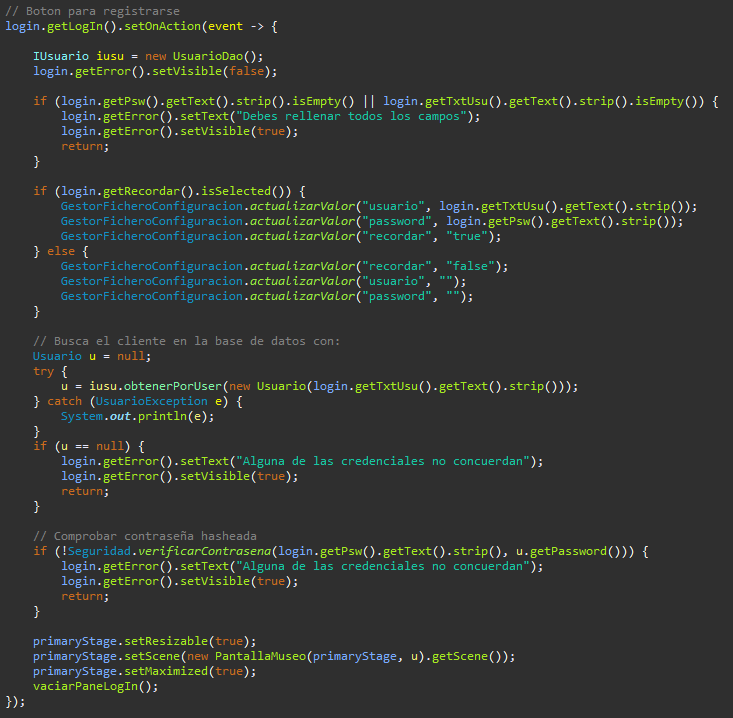 // Boton para registrarse
login.getLogIn().setOnAction(event -> {
IUsuario iusu = new UsuarioDao();
login.getError().setVisible(false);
if (login.getPsw().getText().strip().isEmpty() || login.getTxtUsu().getText().strip().isEmpty()) {
login.getError().setText("Debes rellenar todos los campos");
login.getError().setVisible(true);
return;
}
if (login.getRecordar().isSelected()) {
GestorFicheroConfiguracion.actualizarValor("usuario", login.getTxtUsu().getText().strip());
GestorFicheroConfiguracion.actualizarValor("password", login.getPsw().getText().strip());
GestorFicheroConfiguracion.actualizarValor("recordar", "true");
} else {
GestorFicheroConfiguracion.actualizarValor("recordar", "false");
GestorFicheroConfiguracion.actualizarValor("usuario", "");
GestorFicheroConfiguracion.actualizarValor("password", "");
}
// Busca el cliente en la base de datos con:
Usuario u = null;
try {
u = iusu.obtenerPorUser(new Usuario(login.getTxtUsu().getText().strip()));
} catch (UsuarioException e) {
System.out.println(e);
}
if (u == null) {
login.getError().setText("Alguna de las credenciales no concuerdan");
login.getError().setVisible(true);
return;
}
// Comprobar contraseña hasheada
if (!Seguridad.verificarContrasena(login.getPsw().getText().strip(), u.getPassword())) {
login.getError().setText("Alguna de las credenciales no concuerdan");
login.getError().setVisible(true);
return;
}
primaryStage.setResizable(true);
primaryStage.setScene(new PantallaMuseo(primaryStage, u).getScene());
primaryStage.setMaximized(true);
vaciarPaneLogIn();
});